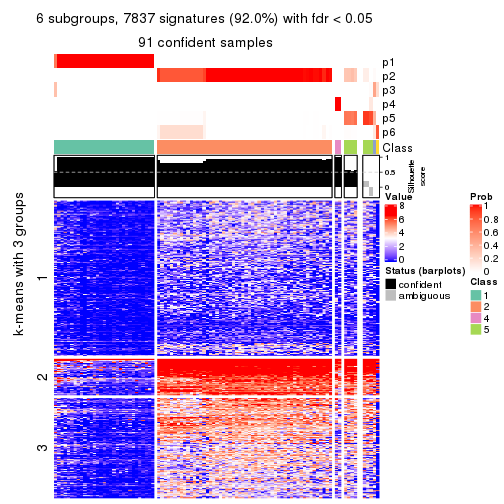 6 subgroups, 7837 signatures (92.0%) with fdr < 0.05
91 confident samples
p1
p2
p3
p4
p5
p6
Class
1
0.5
0
Silhouette
score
k-means with 3 groups
1
2
3
Value
8
6
4
2
0
Status (barplots)
confident
ambiguous
Prob
1
0.8
0.6
0.4
0.2
0
Class
1
2
4
5